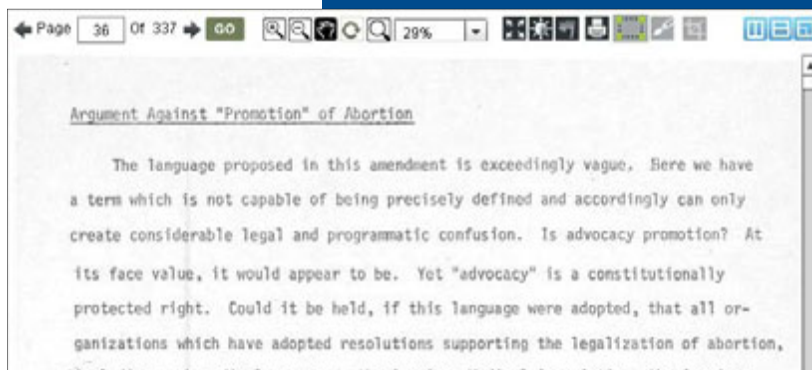 Page 36 Of 337 GO 29%
Argument Against "Promotion" of Abortion
The language proposed in this amendment is exceedingly vague. Here we have
a term which is not capable of being precisely defined and accordingly can only
create considerable legal and programmatic confusion. Is advocacy promotion? At
its face value, it would appear to be. Yet "advocacy" is a constitutionally
protected right. Could it be held, if this language were adopted, that all or-
ganizations which have adopted resolutions supporting the legalization of abortion,